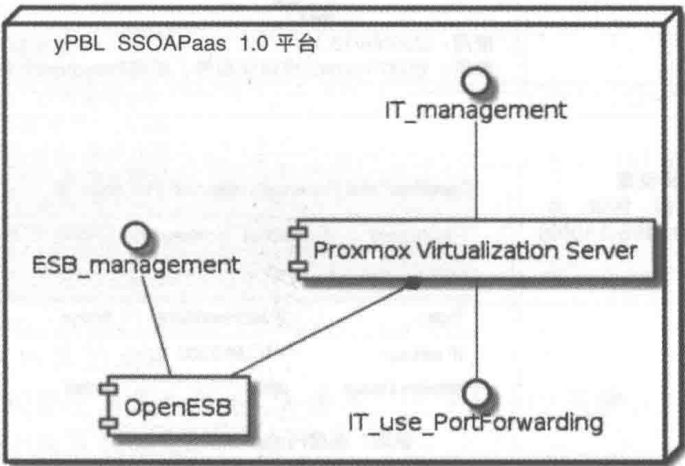 yPBL SSOAPaas 1.0 平台
IT_management
Proxmox Virtualization Server
ESB_management
OpenESB
IT_use_PortForwarding